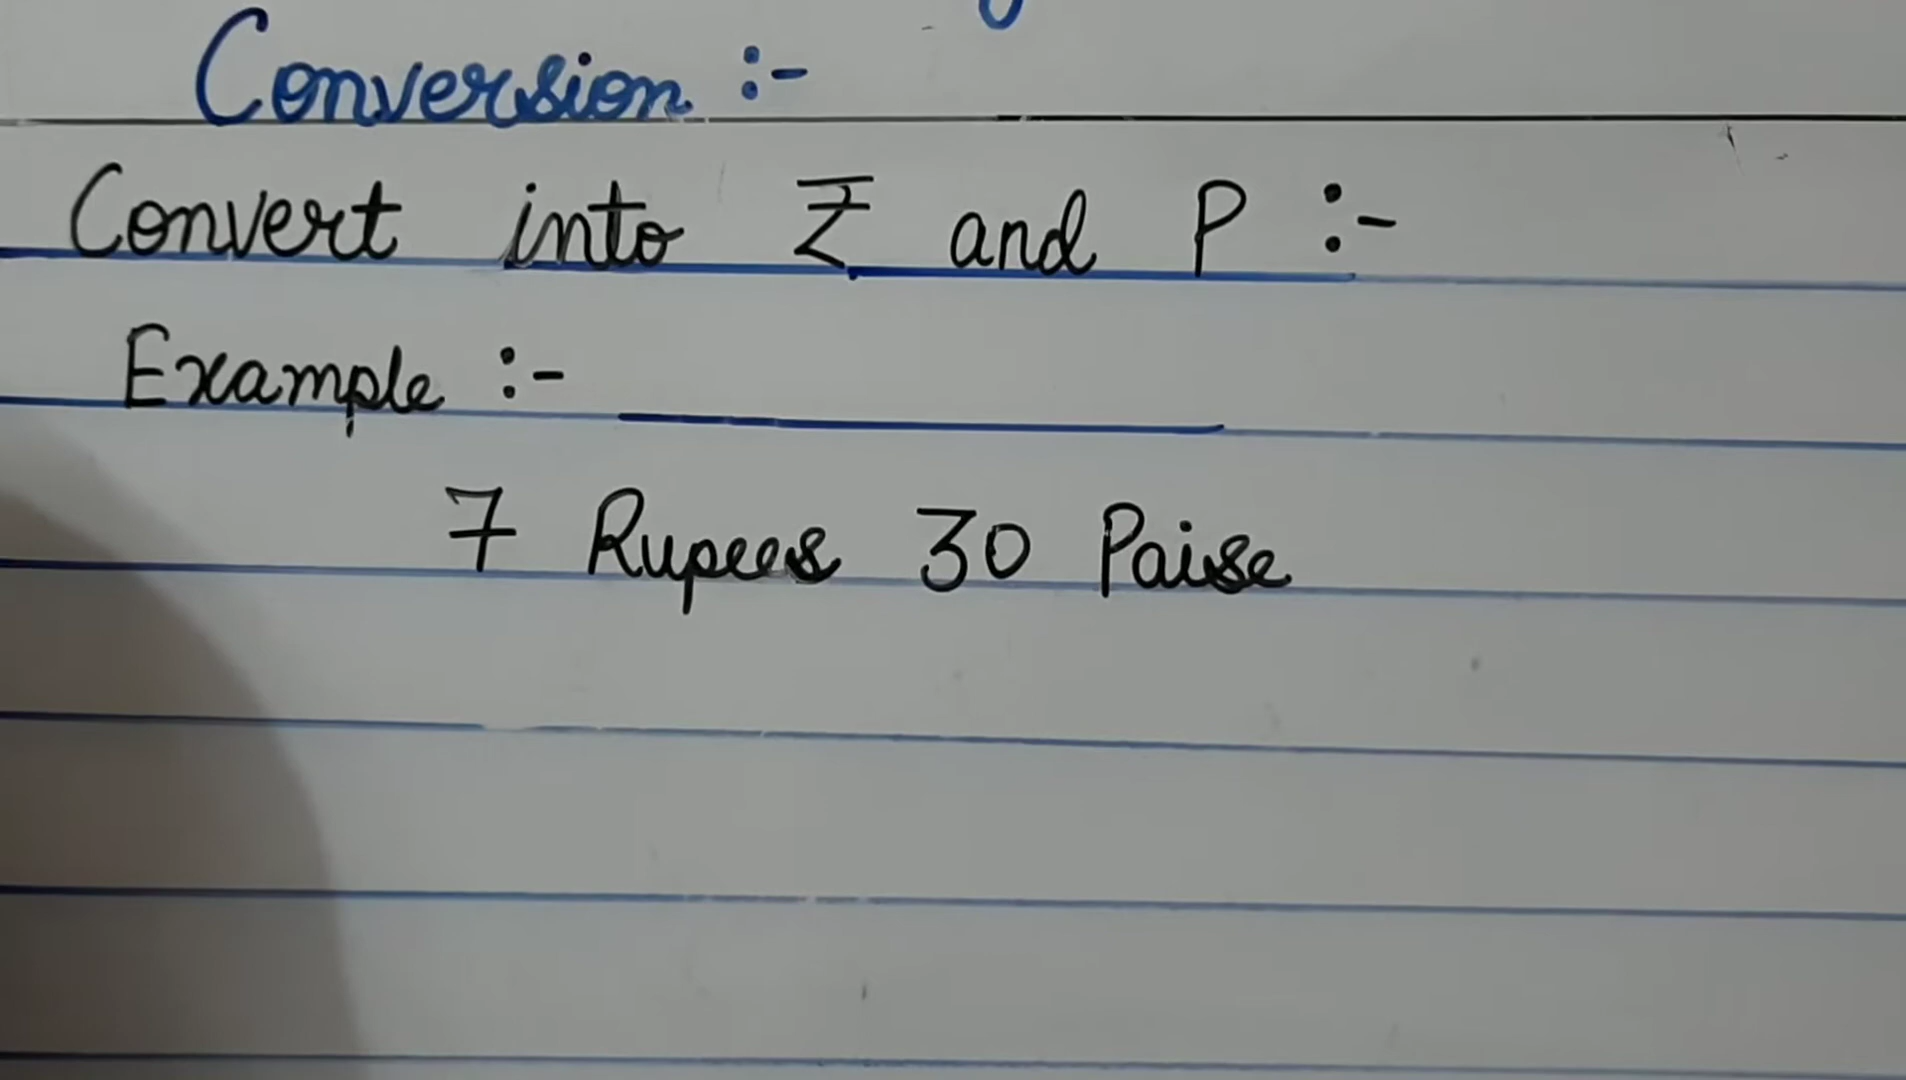 Conversion :-
Convert into ₹ and P :-
Example :-
7 Rupees 30 Paise